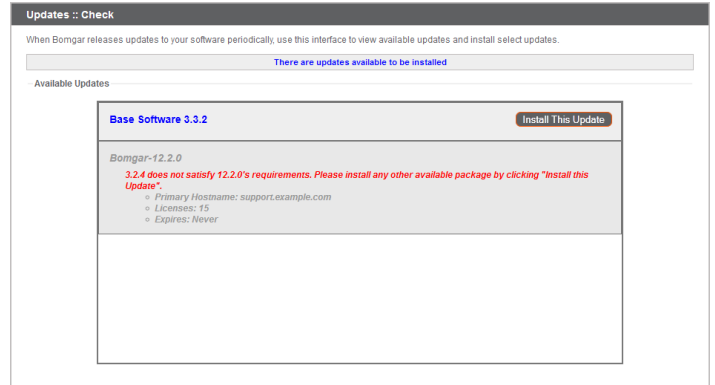 Updates :: Check
When Bomgar releases updates to your software periodically, use this interface to view available updates and install select updates.
There are updates available to be installed
Available Updates
Base Software 3.3.2
Install This Update
Bomgar-12.2.0
3.2.4 does not satisfy 12.2.0's requirements. Please install any other available package by clicking "Install this
Update".
Primary Hostname: support.example.com
Licenses: 15
Expires: Never